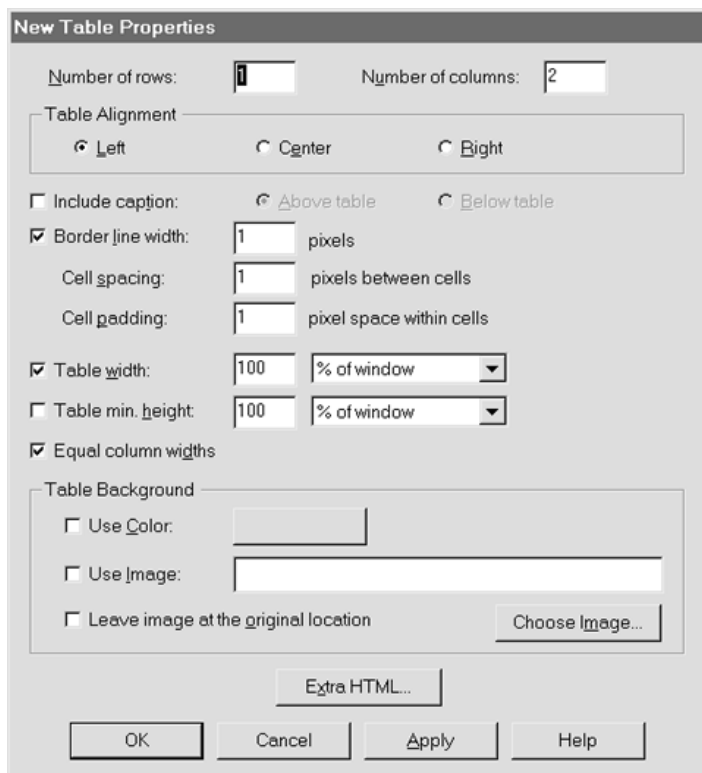 New Table Properties
Number of rows: 1 Number of columns: 2
Table Alignment
Left Center Right
Include caption: Above table Below table
Border line width: 1 pixels
Cell spacing: 1 pixels between cells
Cell padding: 1 pixel space within cells
Table width: 100 % of window
Table min. height: 100 % of window
Equal column widths
Table Background
Use Color:
Use Image:
Leave image at the original location Choose Image...
Extra HTML...
OK Cancel Apply Help